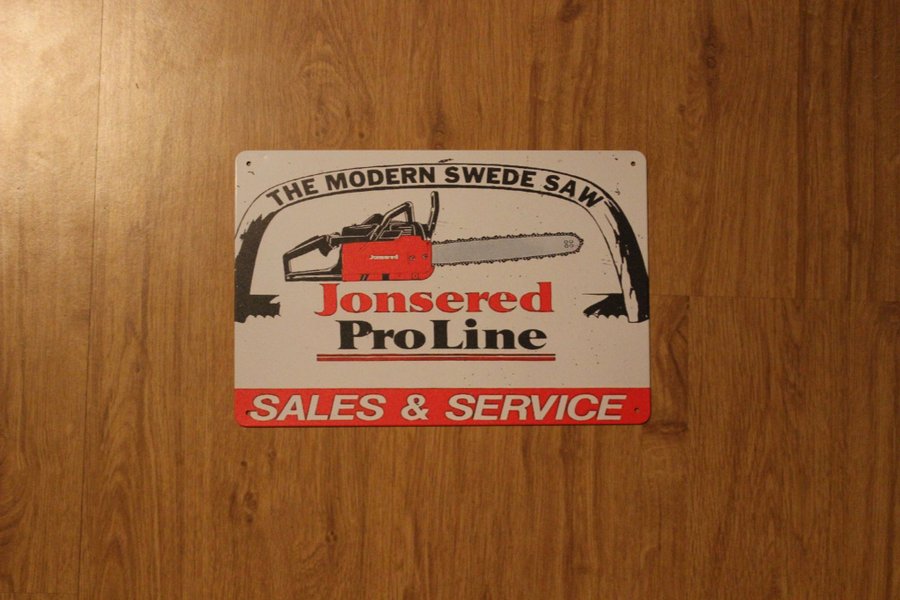 THE MODERN SWEDE SAW
Jonsered
Jonsered
ProLine
SALES & SERVICE